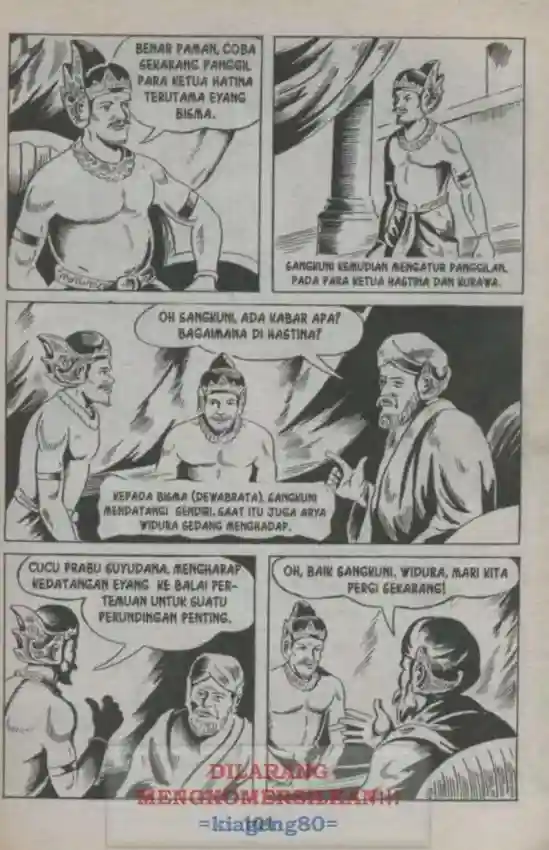 BENAR PAMAN, COBA
SEKARANG PANGGIL
PARA KETUA HATINA
TERUTAMA EYANG
BISMA.
SANGKUNI KEMUDIAN MENGATUR PANGGILAN,
PADA PARA KETUA HASTINA DAN KURAWA.
OH SANGKUNI, ADA KABAR APA?
BAGAIMANA DI HASTINA?
KEPADA BISMA (DEWABRATA), SANGKUNI
MENDATANGI SENDIRI. SAAT ITU JUGA ARYA
WIDURA SEDANG MENGHADAP.
CUCU PRABU SUYUDANA, MENGHARAP
KEDATANGAN EYANG KE BALAI PER-
TEMUAN UNTUK SUATU
PERUNDINGAN PENTING.
OH, BAIK SANGKUNI, WIDURA, MARI KITA
PERGI SEKARANG!
DILARANG
MENGKOMERSILKAN!!!
=kiageng80=